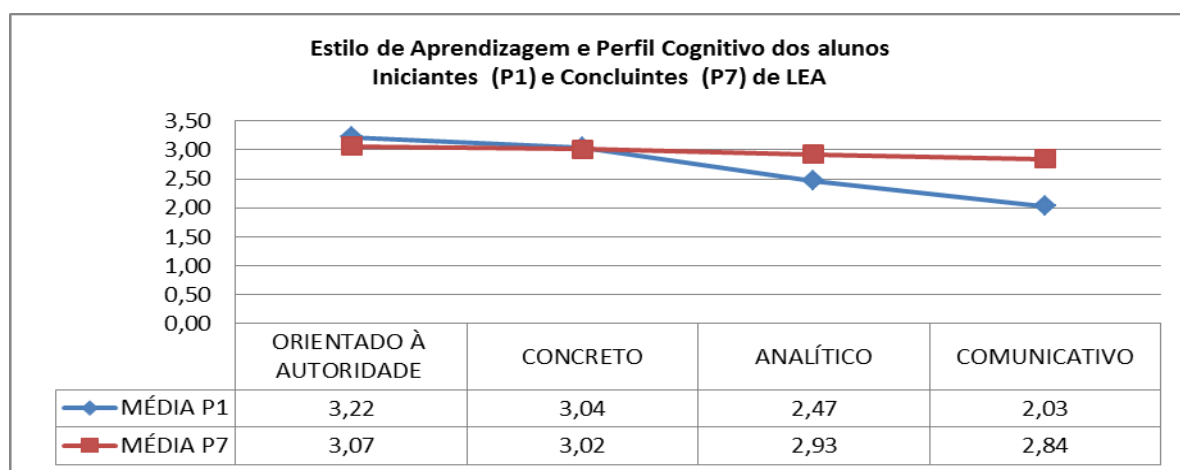 Estilo de Aprendizagem e Perfil Cognitivo dos alunos
Iniciantes (P1) e Concluintes (P7) de LEA
3,50
3,00
2,50
2,00
1,50
1,00
0,50
0,00
ORIENTADO À
AUTORIDADE
CONCRETO
ANALÍTICO
COMUNICATIVO
MÉDIA P1 3,22 3,04 2,47 2,03
MÉDIA P7 3,07 3,02 2,93 2,84